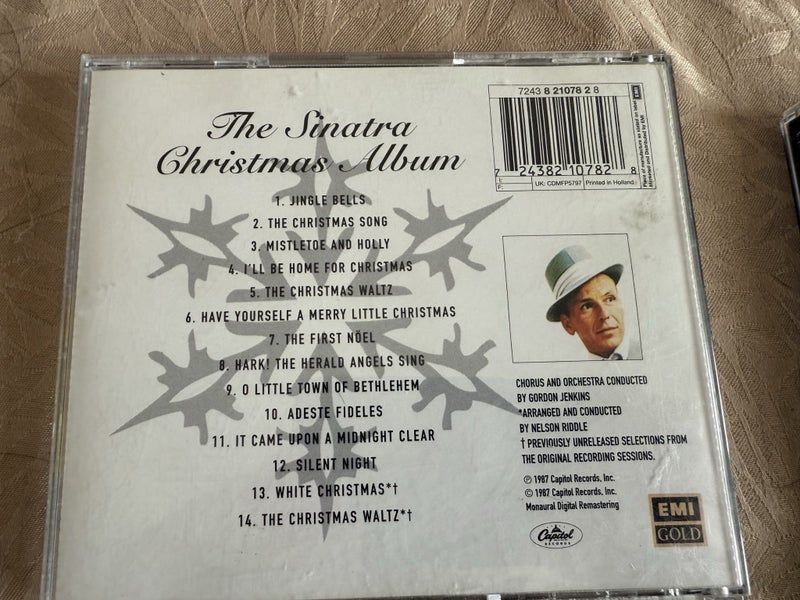 The Sinatra
Christmas Album
1. JINGLE BELLS
2. THE CHRISTMAS SONG
3. MISTLETOE AND HOLLY
4. I'LL BE HOME FOR CHRISTMAS
5. THE CHRISTMAS WALTZ
6. HAVE YOURSELF A MERRY LITTLE CHRISTMAS
7. THE FIRST NÖEL
8. HARK! THE HERALD ANGELS SING
9. O LITTLE TOWN OF BETHLEHEM
10. ADESTE FIDELES
11. IT CAME UPON A MIDNIGHT CLEAR
12. SILENT NIGHT
13. WHITE CHRISTMAS*†
14. THE CHRISTMAS WALTZ*†
7243 8 21078 2 8
7 24382 10782 8
I:
F:
UK: CDMFP5797
Printed in Holland
EMI
CHORUS AND ORCHESTRA CONDUCTED
BY GORDON JENKINS
*ARRANGED AND CONDUCTED
BY NELSON RIDDLE
† PREVIOUSLY UNRELEASED SELECTIONS FROM
THE ORIGINAL RECORDING SESSIONS.
℗ 1987 Capitol Records, Inc.
© 1987 Capitol Records, Inc.
Monaural Digital Remastering
Capitol
RECORDS
EMI
GOLD